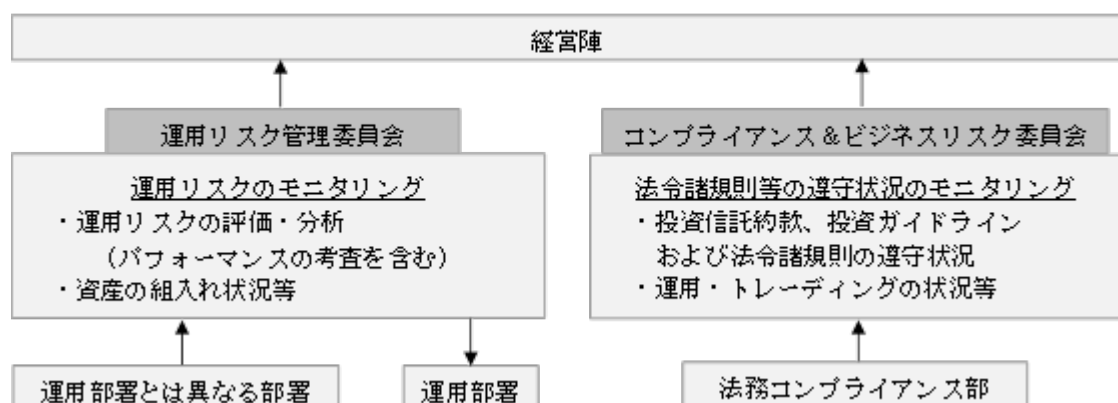 経営陣
運用リスク管理委員会
運用リスクのモニタリング
・運用リスクの評価・分析
（パフォーマンスの考査を含む）
・資産の組入れ状況等
運用部署とは異なる部署
運用部署
コンプライアンス＆ビジネスリスク委員会
法令諸規則等の遵守状況のモニタリング
・投資信託約款、投資ガイドライン
および法令諸規則の遵守状況
・運用・トレーディングの状況等
法務コンプライアンス部